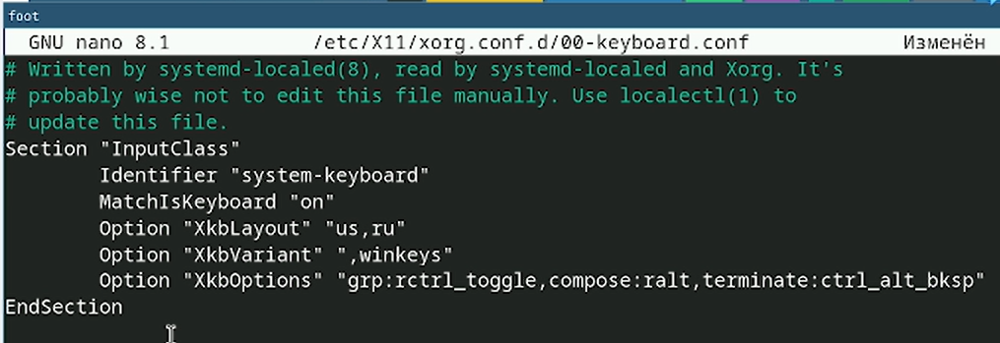 foot
GNU nano 8.1 /etc/X11/xorg.conf.d/00-keyboard.conf Изменён
# Written by systemd-localed(8), read by systemd-localed and Xorg. It's
# probably wise not to edit this file manually. Use localectl(1) to
# update this file.
Section "InputClass"
        Identifier "system-keyboard"
        MatchIsKeyboard "on"
        Option "XkbLayout" "us,ru"
        Option "XkbVariant" ",winkeys"
        Option "XkbOptions" "grp:rctrl_toggle,compose:ralt,terminate:ctrl_alt_bksp"
EndSection